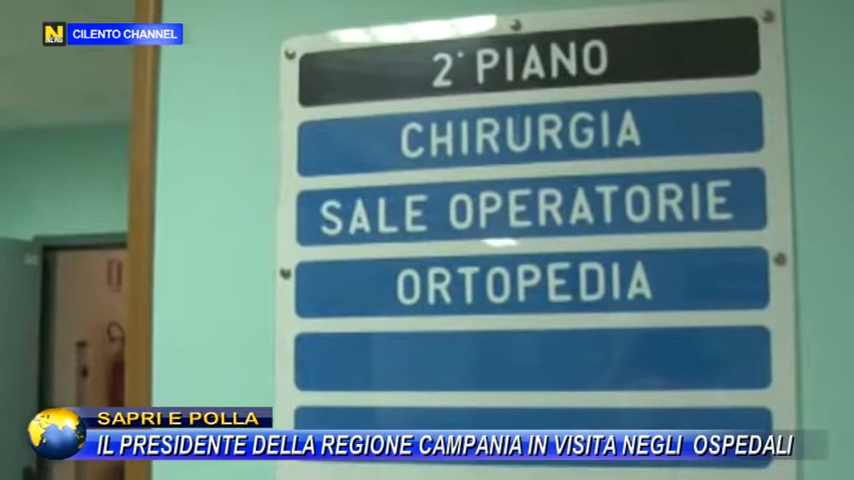 CILENTO CHANNEL
2° PIANO
CHIRURGIA
SALE OPERATORIE
ORTOPEDIA
SAPRI E POLLA
IL PRESIDENTE DELLA REGIONE CAMPANIA IN VISITA NEGLI OSPEDALI